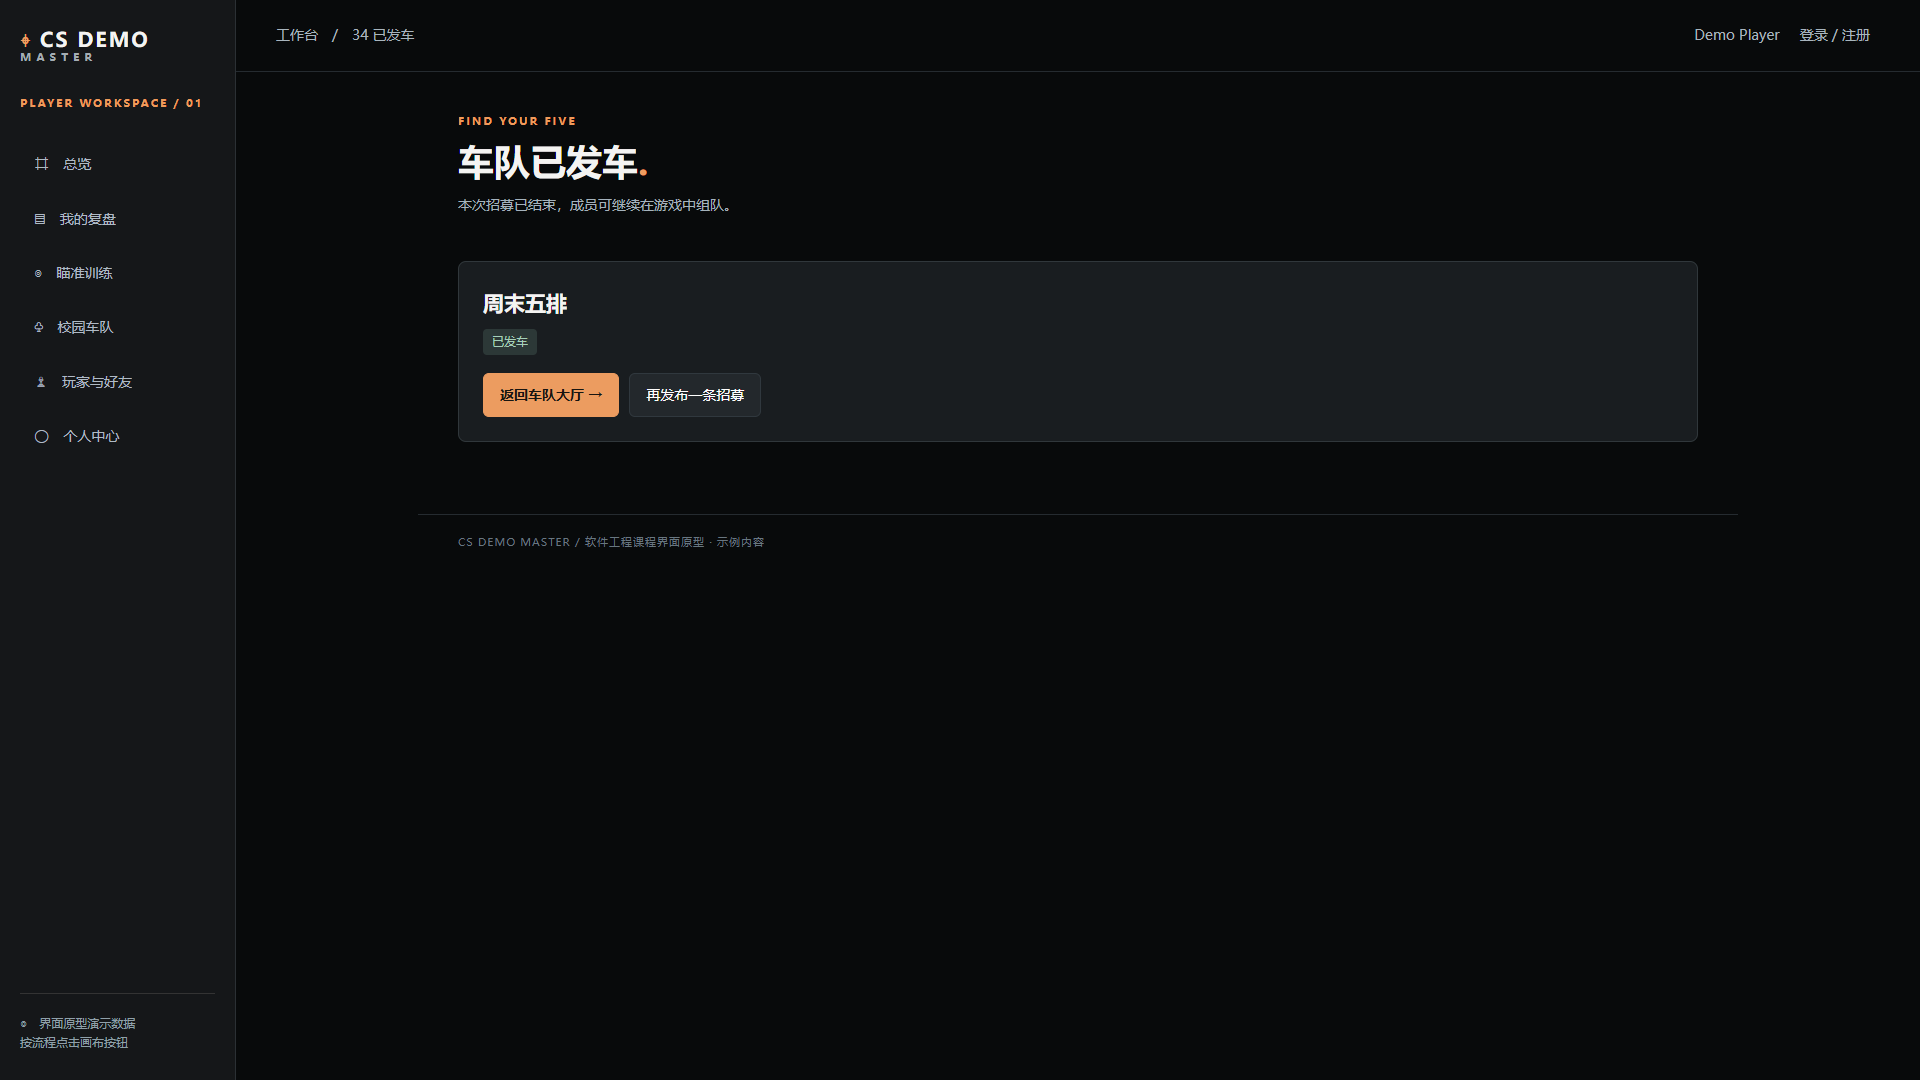 CS DEMO
MASTER
PLAYER WORKSPACE / 01
总览
我的复盘
瞄准训练
校园车队
玩家与好友
个人中心
界面原型演示数据
按流程点击画布按钮
工作台 / 34 已发车
Demo Player 登录 / 注册
FIND YOUR FIVE
车队已发车.
本次招募已结束，成员可继续在游戏中组队。
周末五排
已发车
返回车队大厅 → 再发布一条招募
CS DEMO MASTER / 软件工程课程界面原型 · 示例内容